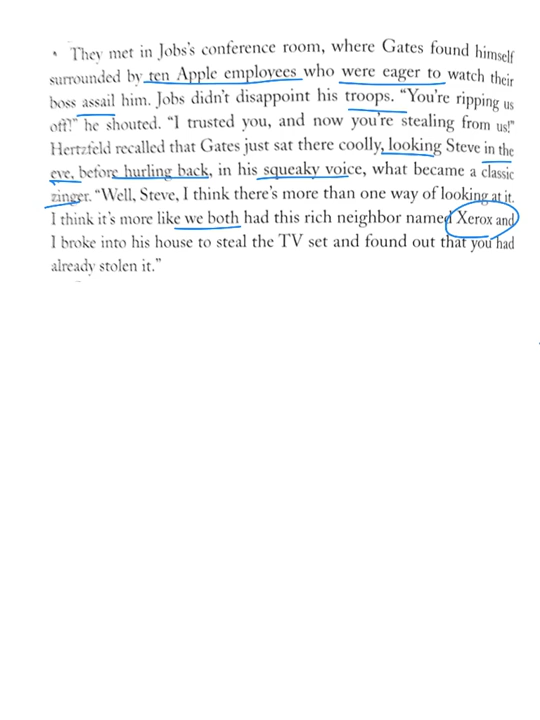 • They met in Jobs's conference room, where Gates found himself
surrounded by ten Apple employees who were eager to watch their
boss assail him. Jobs didn't disappoint his troops. “You're ripping us
off!” he shouted. “I trusted you, and now you're stealing from us!”
Hertzfeld recalled that Gates just sat there coolly, looking Steve in the
eye, before hurling back, in his squeaky voice, what became a classic
zinger. “Well, Steve, I think there's more than one way of looking at it.
I think it's more like we both had this rich neighbor named Xerox and
I broke into his house to steal the TV set and found out that you had
already stolen it.”